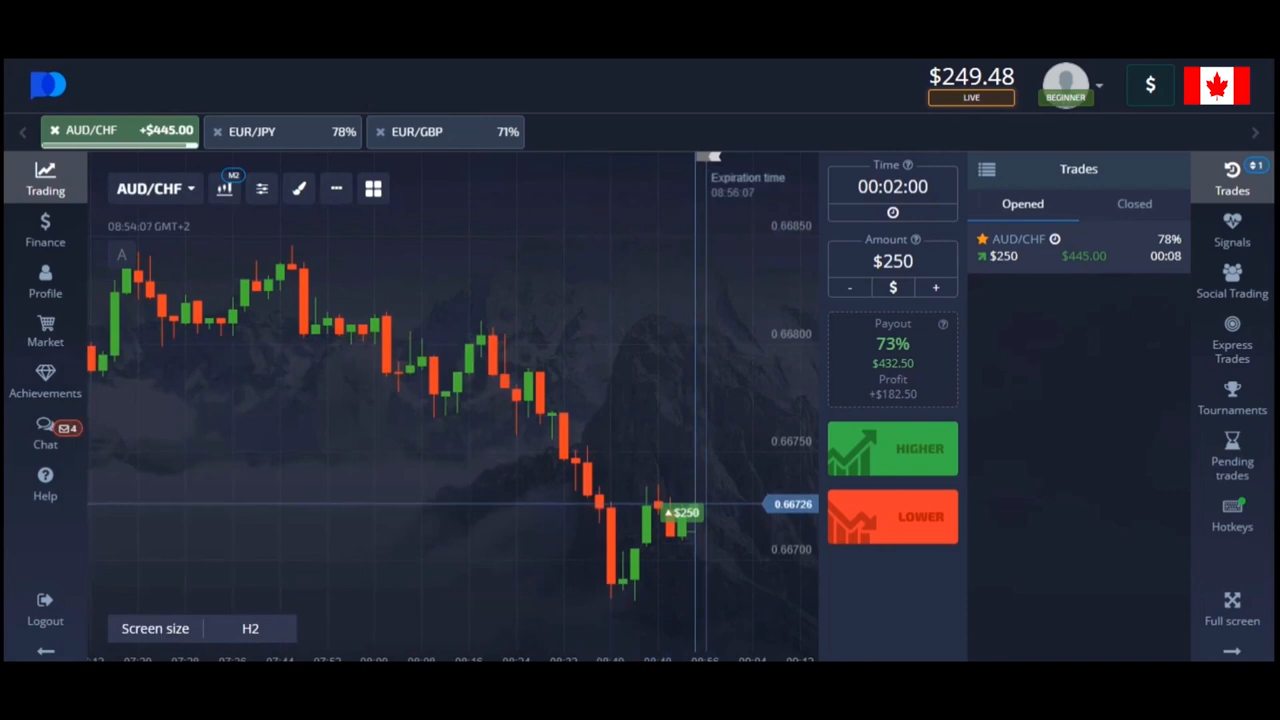 $249.48
LIVE
BEGINNER
$
AUD/CHF +$445.00
EUR/JPY 78%
EUR/GBP 71%
Trading
Finance
Profile
Market
Achievements
4
Chat
Help
Logout
AUD/CHF
M2
08:54:07 GMT+2
A
Expiration time
08:56:07
0.66850
0.66800
0.66750
0.66726
0.66700
$250
Screen size H2
Time
00:02:00
Amount
$250
- $ +
Payout
73%
$432.50
Profit
+$182.50
HIGHER
LOWER
Trades
Opened Closed
AUD/CHF 78%
$250 $445.00 00:08
1
Trades
Signals
Social Trading
Express
Trades
Tournaments
Pending
trades
Hotkeys
Full screen